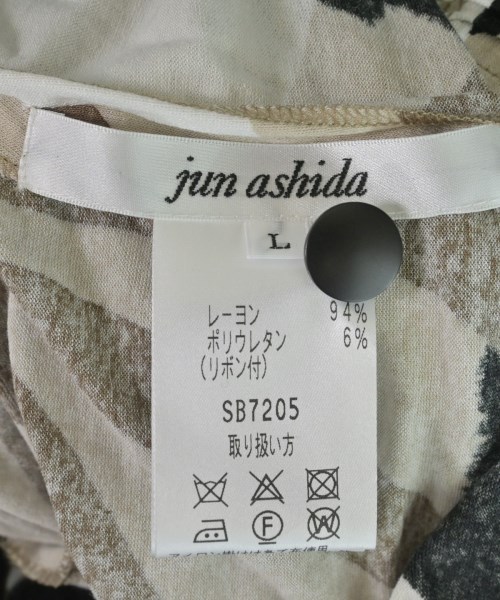 jun ashida
L
レーヨン 94%
ポリウレタン 6%
(リボン付)
SB7205
取り扱い方
F
W